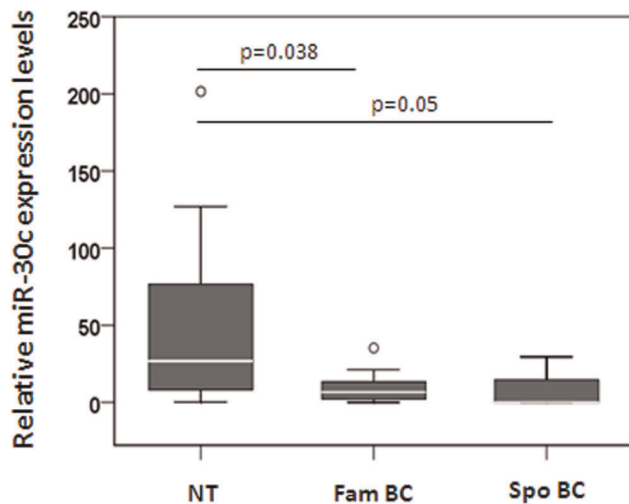 Relative miR-30c expression levels
250
200
150
100
50
0
p=0.038
p=0.05
NT Fam BC Spo BC